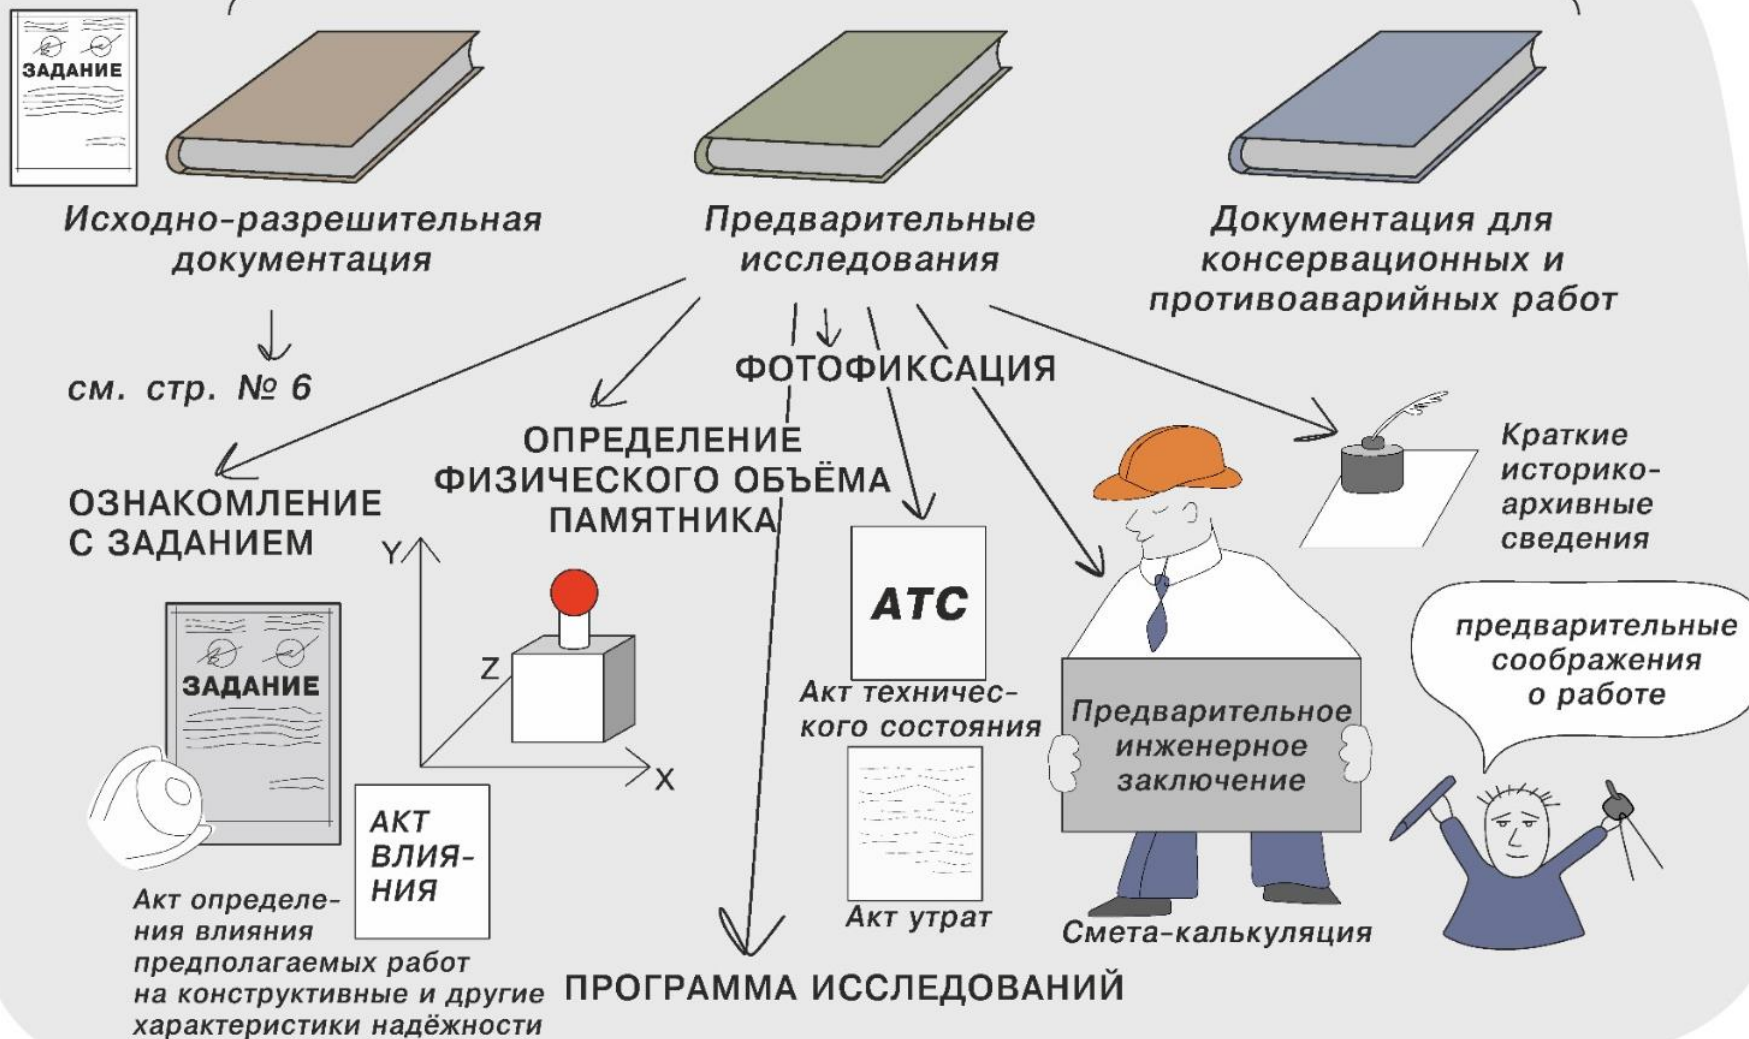 ЗАДАНИЕ
Исходно-разрешительная
документация
Предварительные
исследования
Документация для
консервационных и
противоаварийных работ
см. стр. № 6
ФОТОФИКСАЦИЯ
ОПРЕДЕЛЕНИЕ
ФИЗИЧЕСКОГО ОБЪЁМА
ПАМЯТНИКА
ОЗНАКОМЛЕНИЕ
С ЗАДАНИЕМ
Краткие
историко-
архивные
сведения
Y
Z
X
ЗАДАНИЕ
АКТ
ВЛИЯ-
НИЯ
Акт определе-
ния влияния
предполагаемых работ
на конструктивные и другие
характеристики надёжности
АТС
Акт техничес-
кого состояния
Акт утрат
Предварительное
инженерное
заключение
Смета-калькуляция
предварительные
соображения
о работе
ПРОГРАММА ИССЛЕДОВАНИЙ